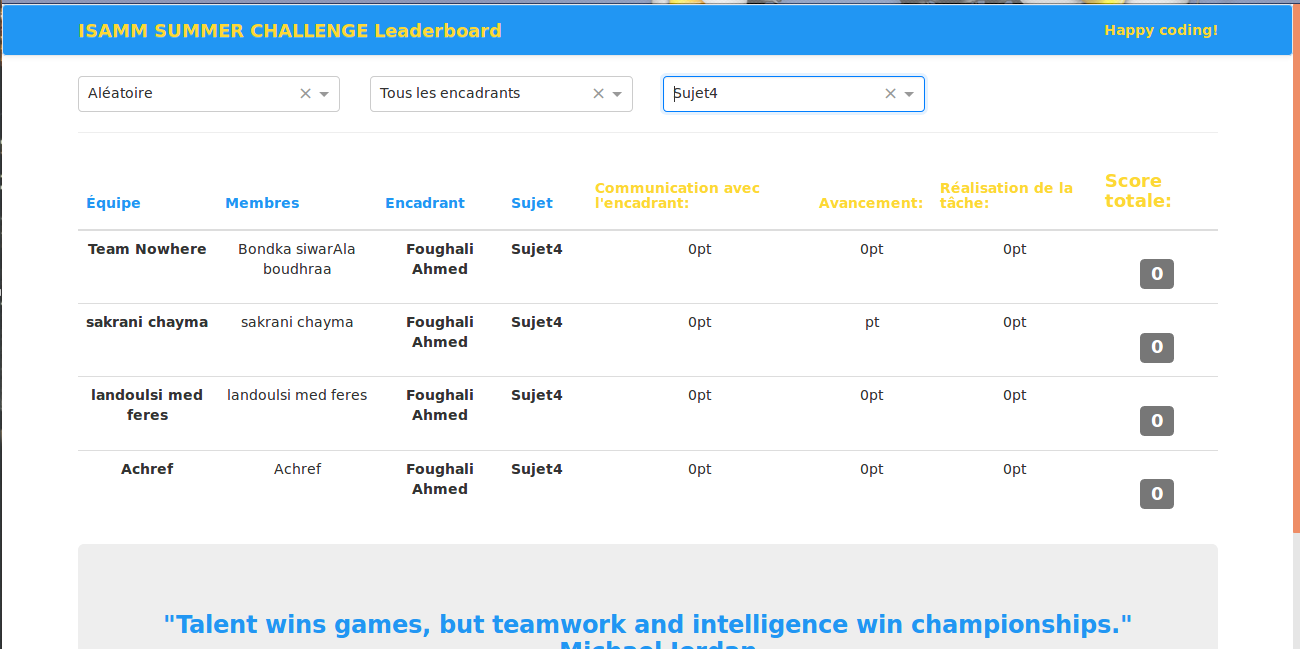 ISAMM SUMMER CHALLENGE Leaderboard
Happy coding!
Aléatoire
Tous les encadrants
Sujet4
Équipe Membres Encadrant Sujet Communication avec l'encadrant: Avancement: Réalisation de la tâche: Score totale:
Team Nowhere Bondka siwarAla boudhraa Foughali Ahmed Sujet4 0pt 0pt 0pt 0
sakrani chayma sakrani chayma Foughali Ahmed Sujet4 0pt pt 0pt 0
landoulsi med feres landoulsi med feres Foughali Ahmed Sujet4 0pt 0pt 0pt 0
Achref Achref Foughali Ahmed Sujet4 0pt 0pt 0pt 0
"Talent wins games, but teamwork and intelligence win championships."
Michael Jordan